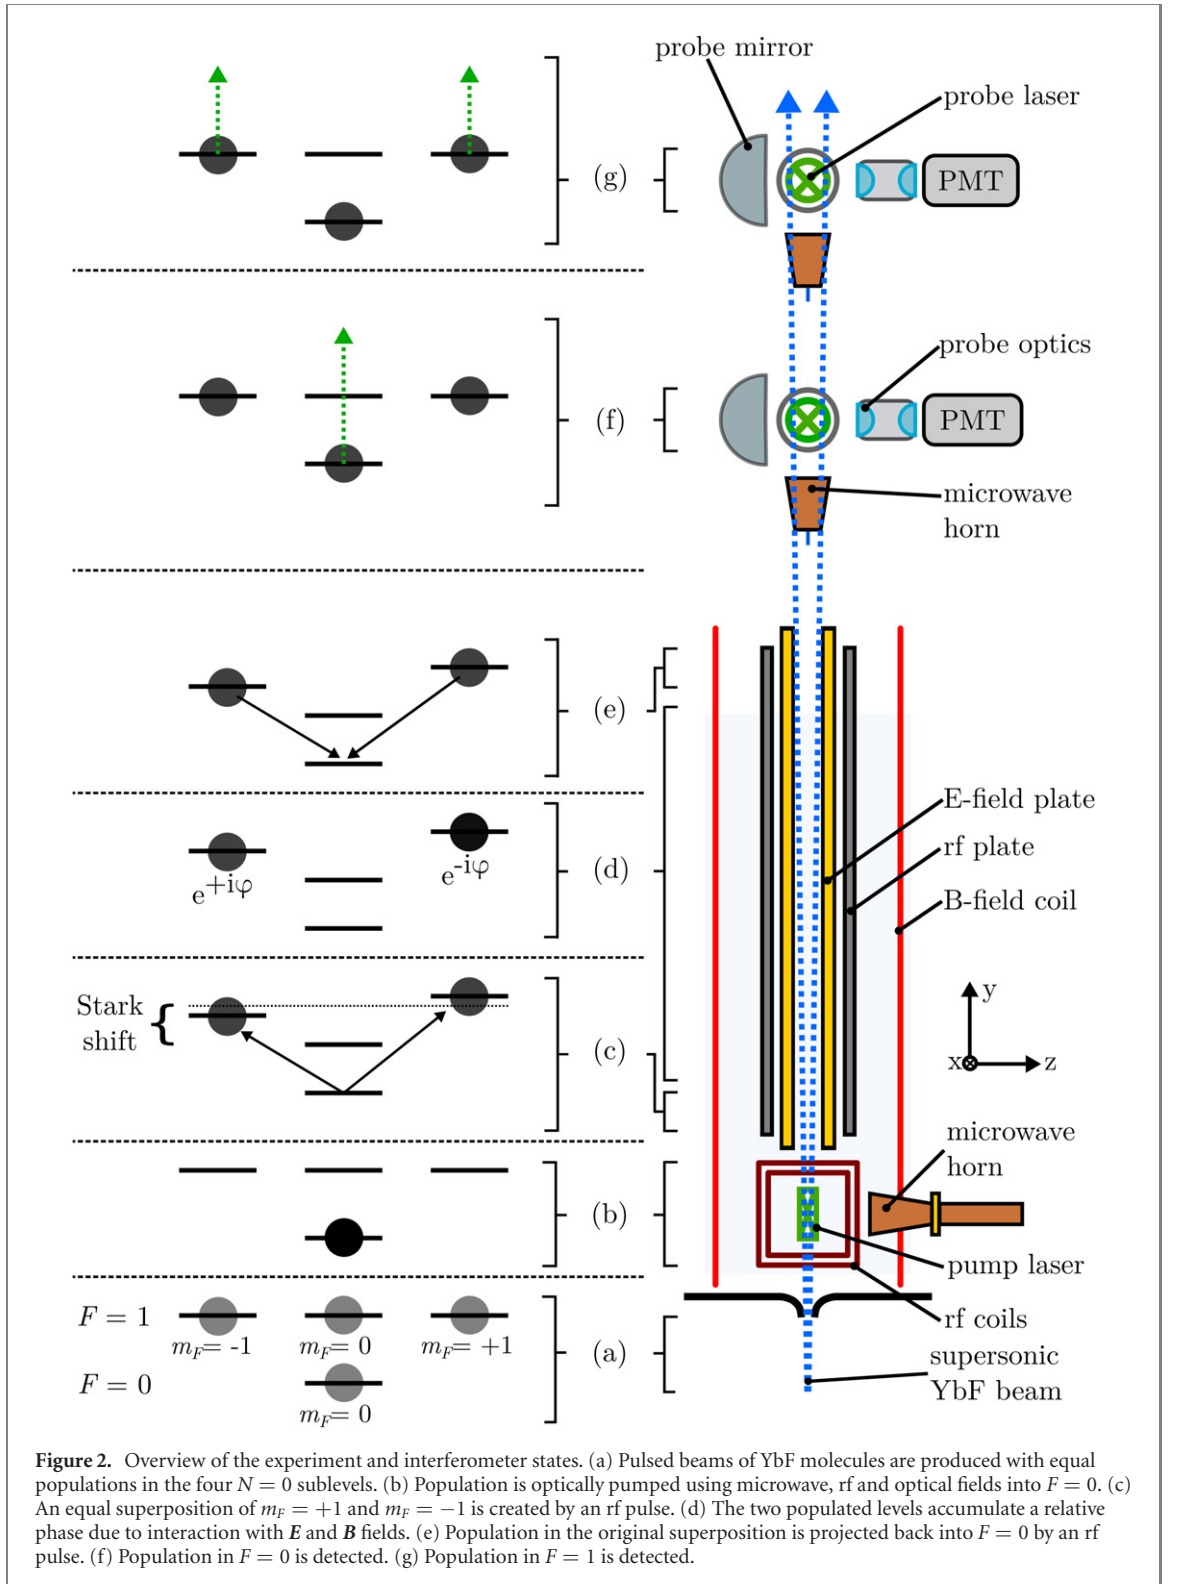 probe mirror
probe laser
(g)
PMT
probe optics
(f)
PMT
microwave
horn
(e)
E-field plate
rf plate
B-field coil
(d)
e+iφ
e-iφ
Stark
shift
{
(c)
y
x
z
microwave
horn
(b)
pump laser
rf coils
supersonic
YbF beam
F = 1
mF= -1
mF= 0
mF= +1
(a)
F = 0
mF= 0
Figure 2. Overview of the experiment and interferometer states. (a) Pulsed beams of YbF molecules are produced with equal
populations in the four N = 0 sublevels. (b) Population is optically pumped using microwave, rf and optical fields into F = 0. (c)
An equal superposition of mF = +1 and mF = −1 is created by an rf pulse. (d) The two populated levels accumulate a relative
phase due to interaction with E and B fields. (e) Population in the original superposition is projected back into F = 0 by an rf
pulse. (f) Population in F = 0 is detected. (g) Population in F = 1 is detected.